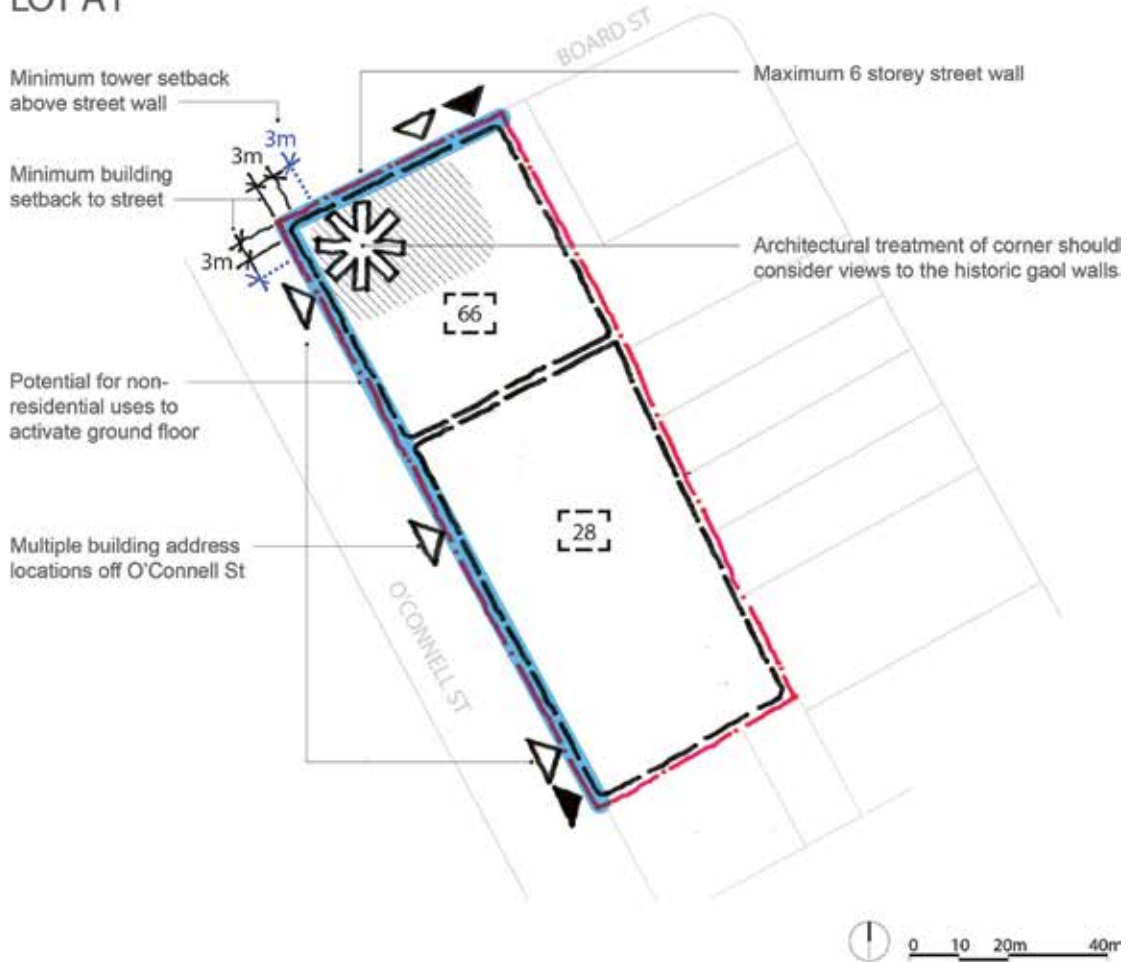 LOT A1
BOARD ST
Minimum tower setback
above street wall
Maximum 6 storey street wall
3m
3m
Minimum building
setback to street
3m
Architectural treatment of corner should
consider views to the historic gaol walls
66
Potential for non-
residential uses to
activate ground floor
28
Multiple building address
locations off O'Connell St
O'CONNELL ST
0 10 20m 40m